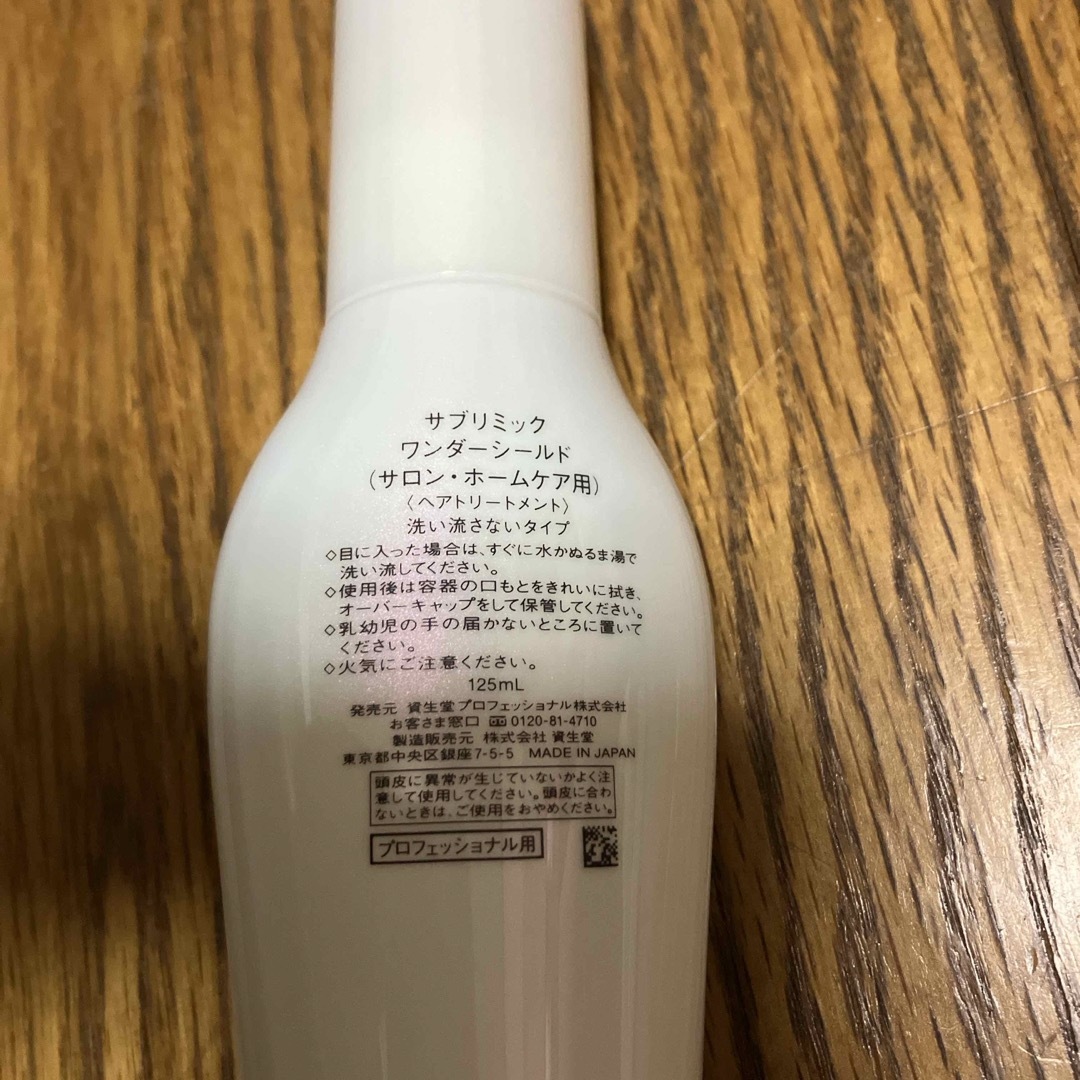 サブリミック
ワンダーシールド
(サロン・ホームケア用)
〈ヘアトリートメント〉
洗い流さないタイプ
◇目に入った場合は、すぐに水かぬるま湯で
洗い流してください。
◇使用後は容器の口もとをきれいに拭き、
オーバーキャップをして保管してください。
◇乳幼児の手の届かないところに置いて
ください。
◇火気にご注意ください。
125mL
発売元 資生堂プロフェッショナル株式会社
お客さま窓口 0120-81-4710
製造販売元 株式会社 資生堂
東京都中央区銀座7-5-5 MADE IN JAPAN
頭皮に異常が生じていないかよく注
意して使用してください。頭皮に合わ
ないときは、ご使用をおやめください。
プロフェッショナル用